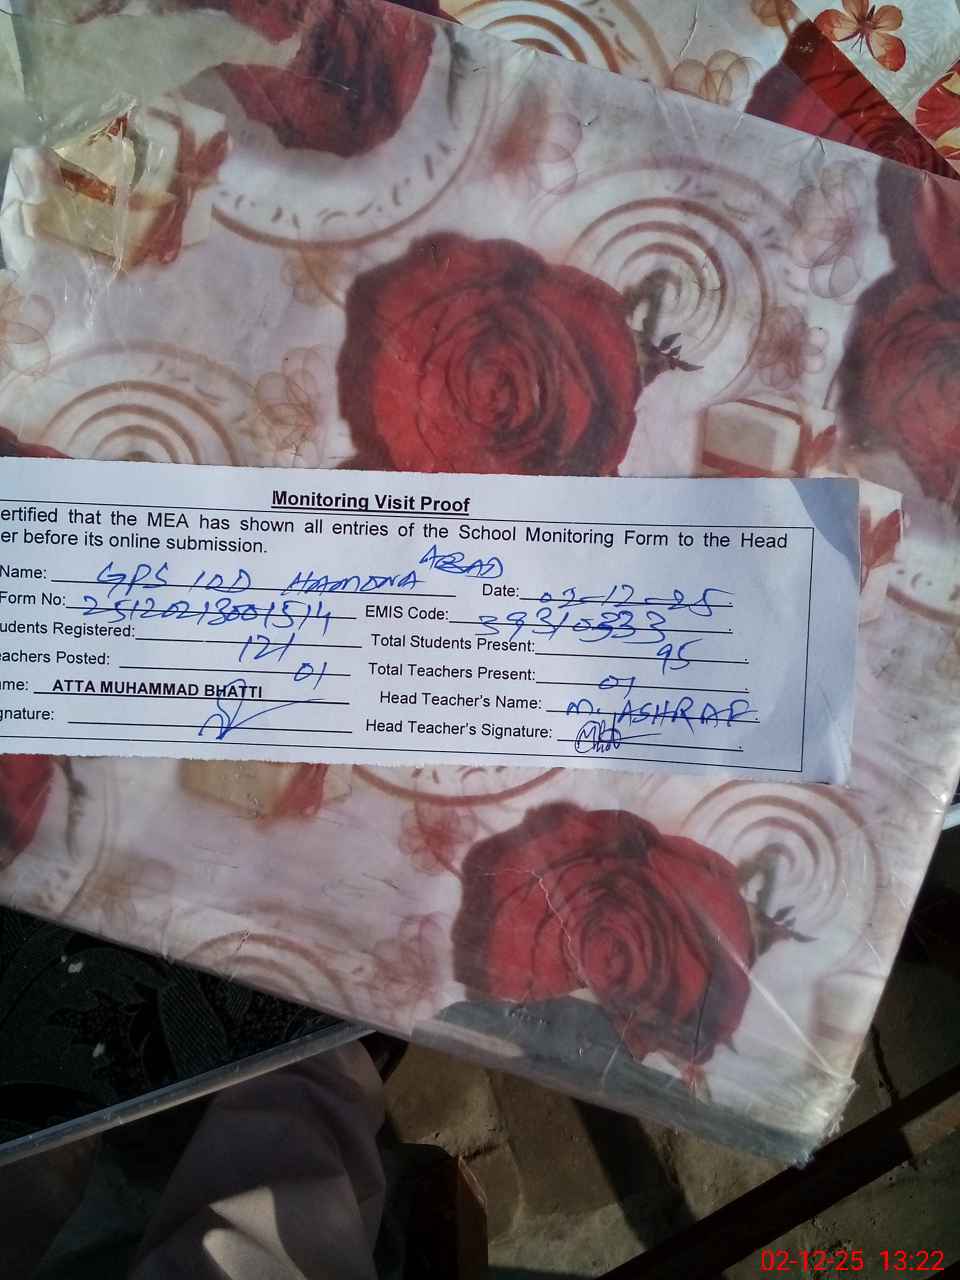 Monitoring Visit Proof
ertified that the MEA has shown all entries of the School Monitoring Form to the Head
er before its online submission.
Name: GPS 10D HAMONA ABAD Date: 02-12-25
Form No: 25120213001514 EMIS Code: 39310333
udents Registered: 121 Total Students Present: 95
eachers Posted: 01 Total Teachers Present: 01
me: ATTA MUHAMMAD BHATTI Head Teacher's Name: M. ASHRAF
gnature: Head Teacher's Signature:
02-12-25 13:22